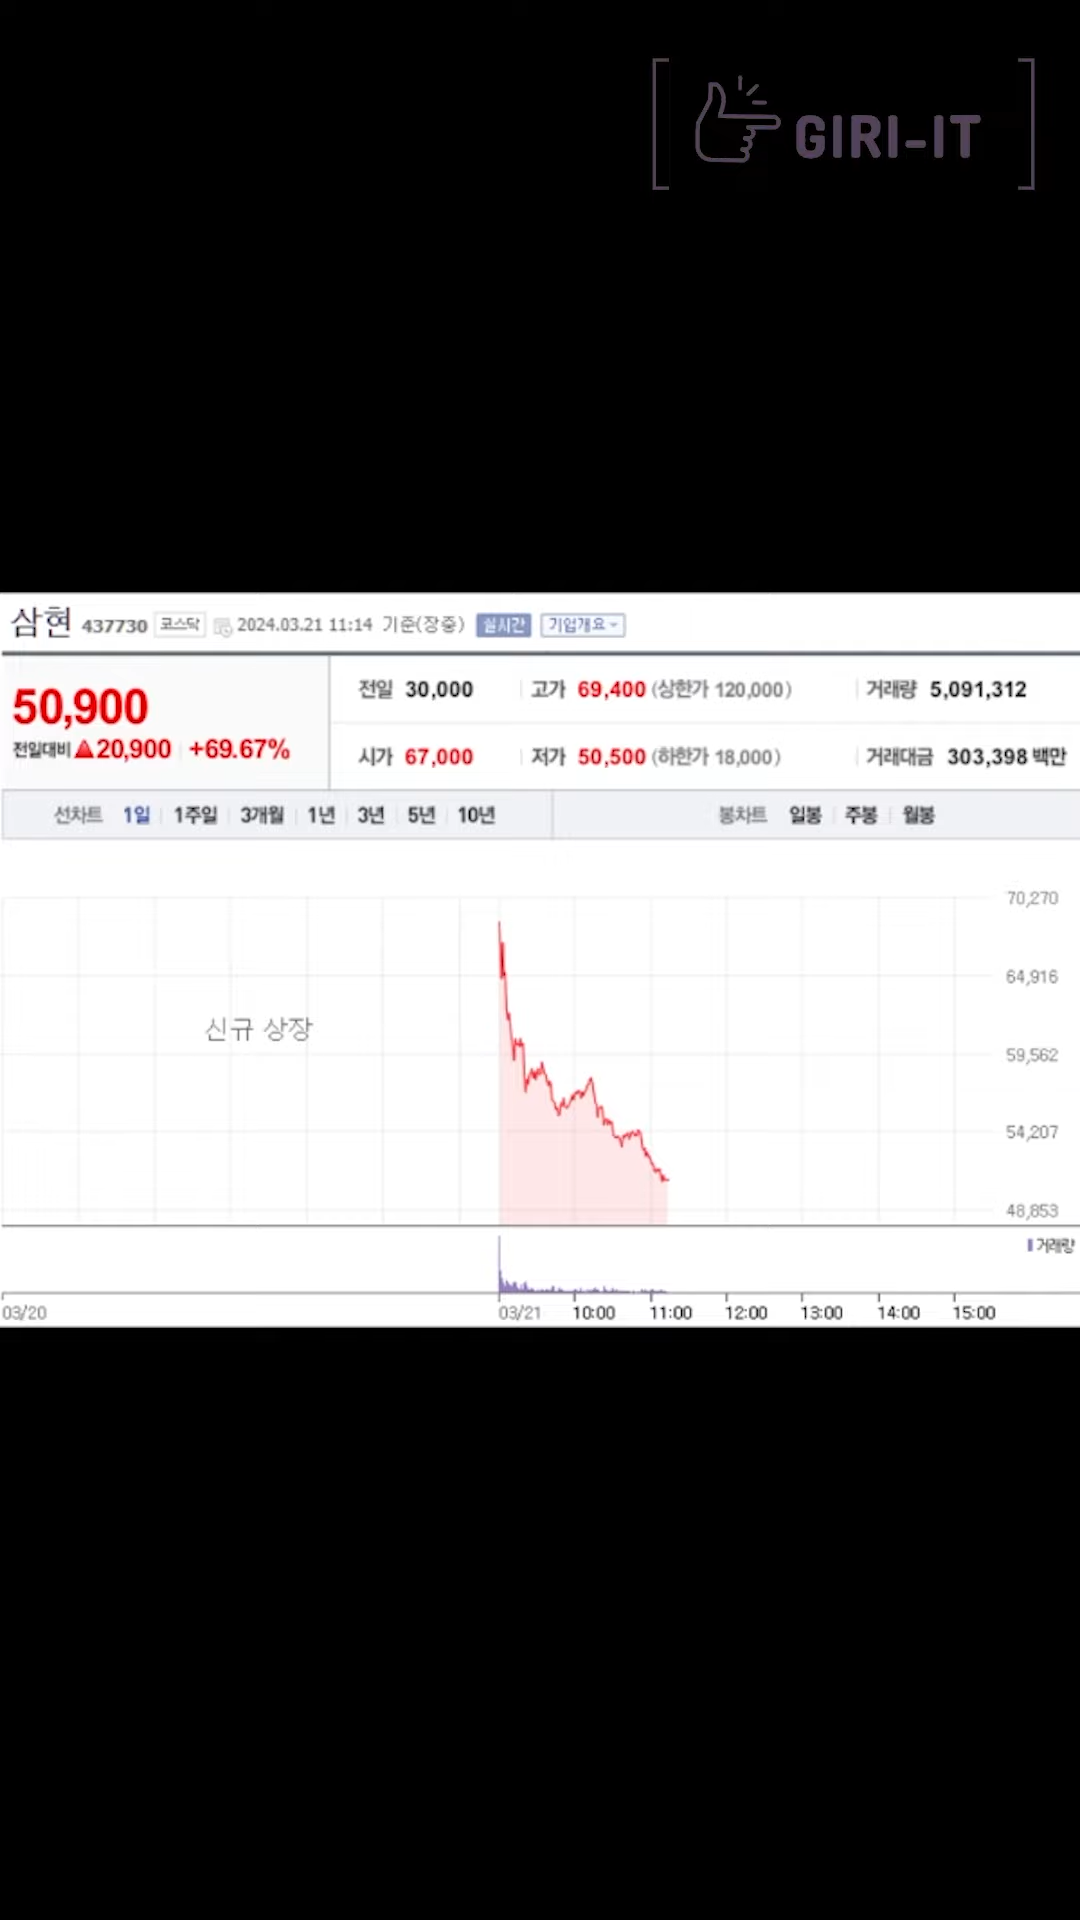 GIRI-IT
삼현 437730 코스닥 2024.03.21 11:14 기준(장중) 실시간 기업개요
50,900
전일대비 ▲20,900 +69.67%
전일 30,000 고가 69,400 (상한가 120,000) 거래량 5,091,312
시가 67,000 저가 50,500 (하한가 18,000) 거래대금 303,398 백만
선차트 1일 1주일 3개월 1년 3년 5년 10년 봉차트 일봉 주봉 월봉
70,270
64,916
신규 상장
59,562
54,207
48,853
거래량
03/20 03/21 10:00 11:00 12:00 13:00 14:00 15:00